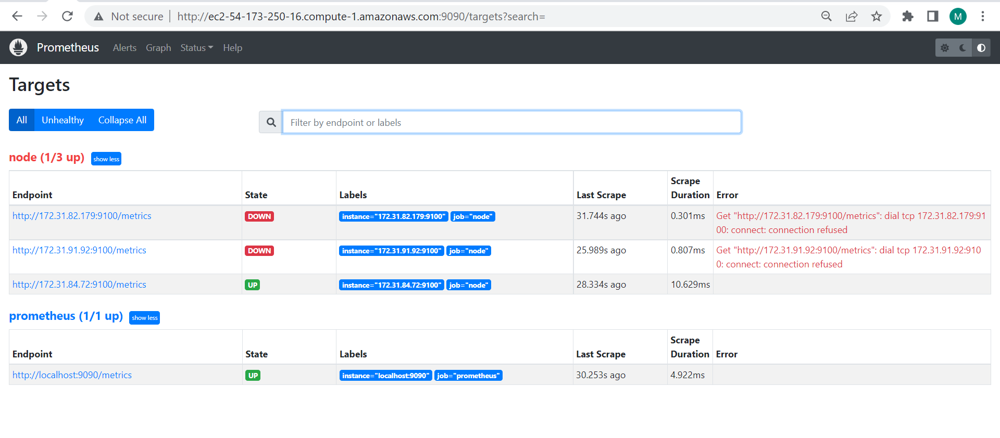 Not secure | http://ec2-54-173-250-16.compute-1.amazonaws.com:9090/targets?search=
M
Prometheus Alerts Graph Status Help
Targets
All Unhealthy Collapse All
Filter by endpoint or labels
node (1/3 up) show less
Endpoint State Labels Last Scrape Scrape Duration Error
http://172.31.82.179:9100/metrics DOWN instance="172.31.82.179:9100" job="node" 31.744s ago 0.301ms Get "http://172.31.82.179:9100/metrics": dial tcp 172.31.82.179:91
00: connect: connection refused
http://172.31.91.92:9100/metrics DOWN instance="172.31.91.92:9100" job="node" 25.989s ago 0.807ms Get "http://172.31.91.92:9100/metrics": dial tcp 172.31.91.92:910
0: connect: connection refused
http://172.31.84.72:9100/metrics UP instance="172.31.84.72:9100" job="node" 28.334s ago 10.629ms
prometheus (1/1 up) show less
Endpoint State Labels Last Scrape Scrape Duration Error
http://localhost:9090/metrics UP instance="localhost:9090" job="prometheus" 30.253s ago 4.922ms